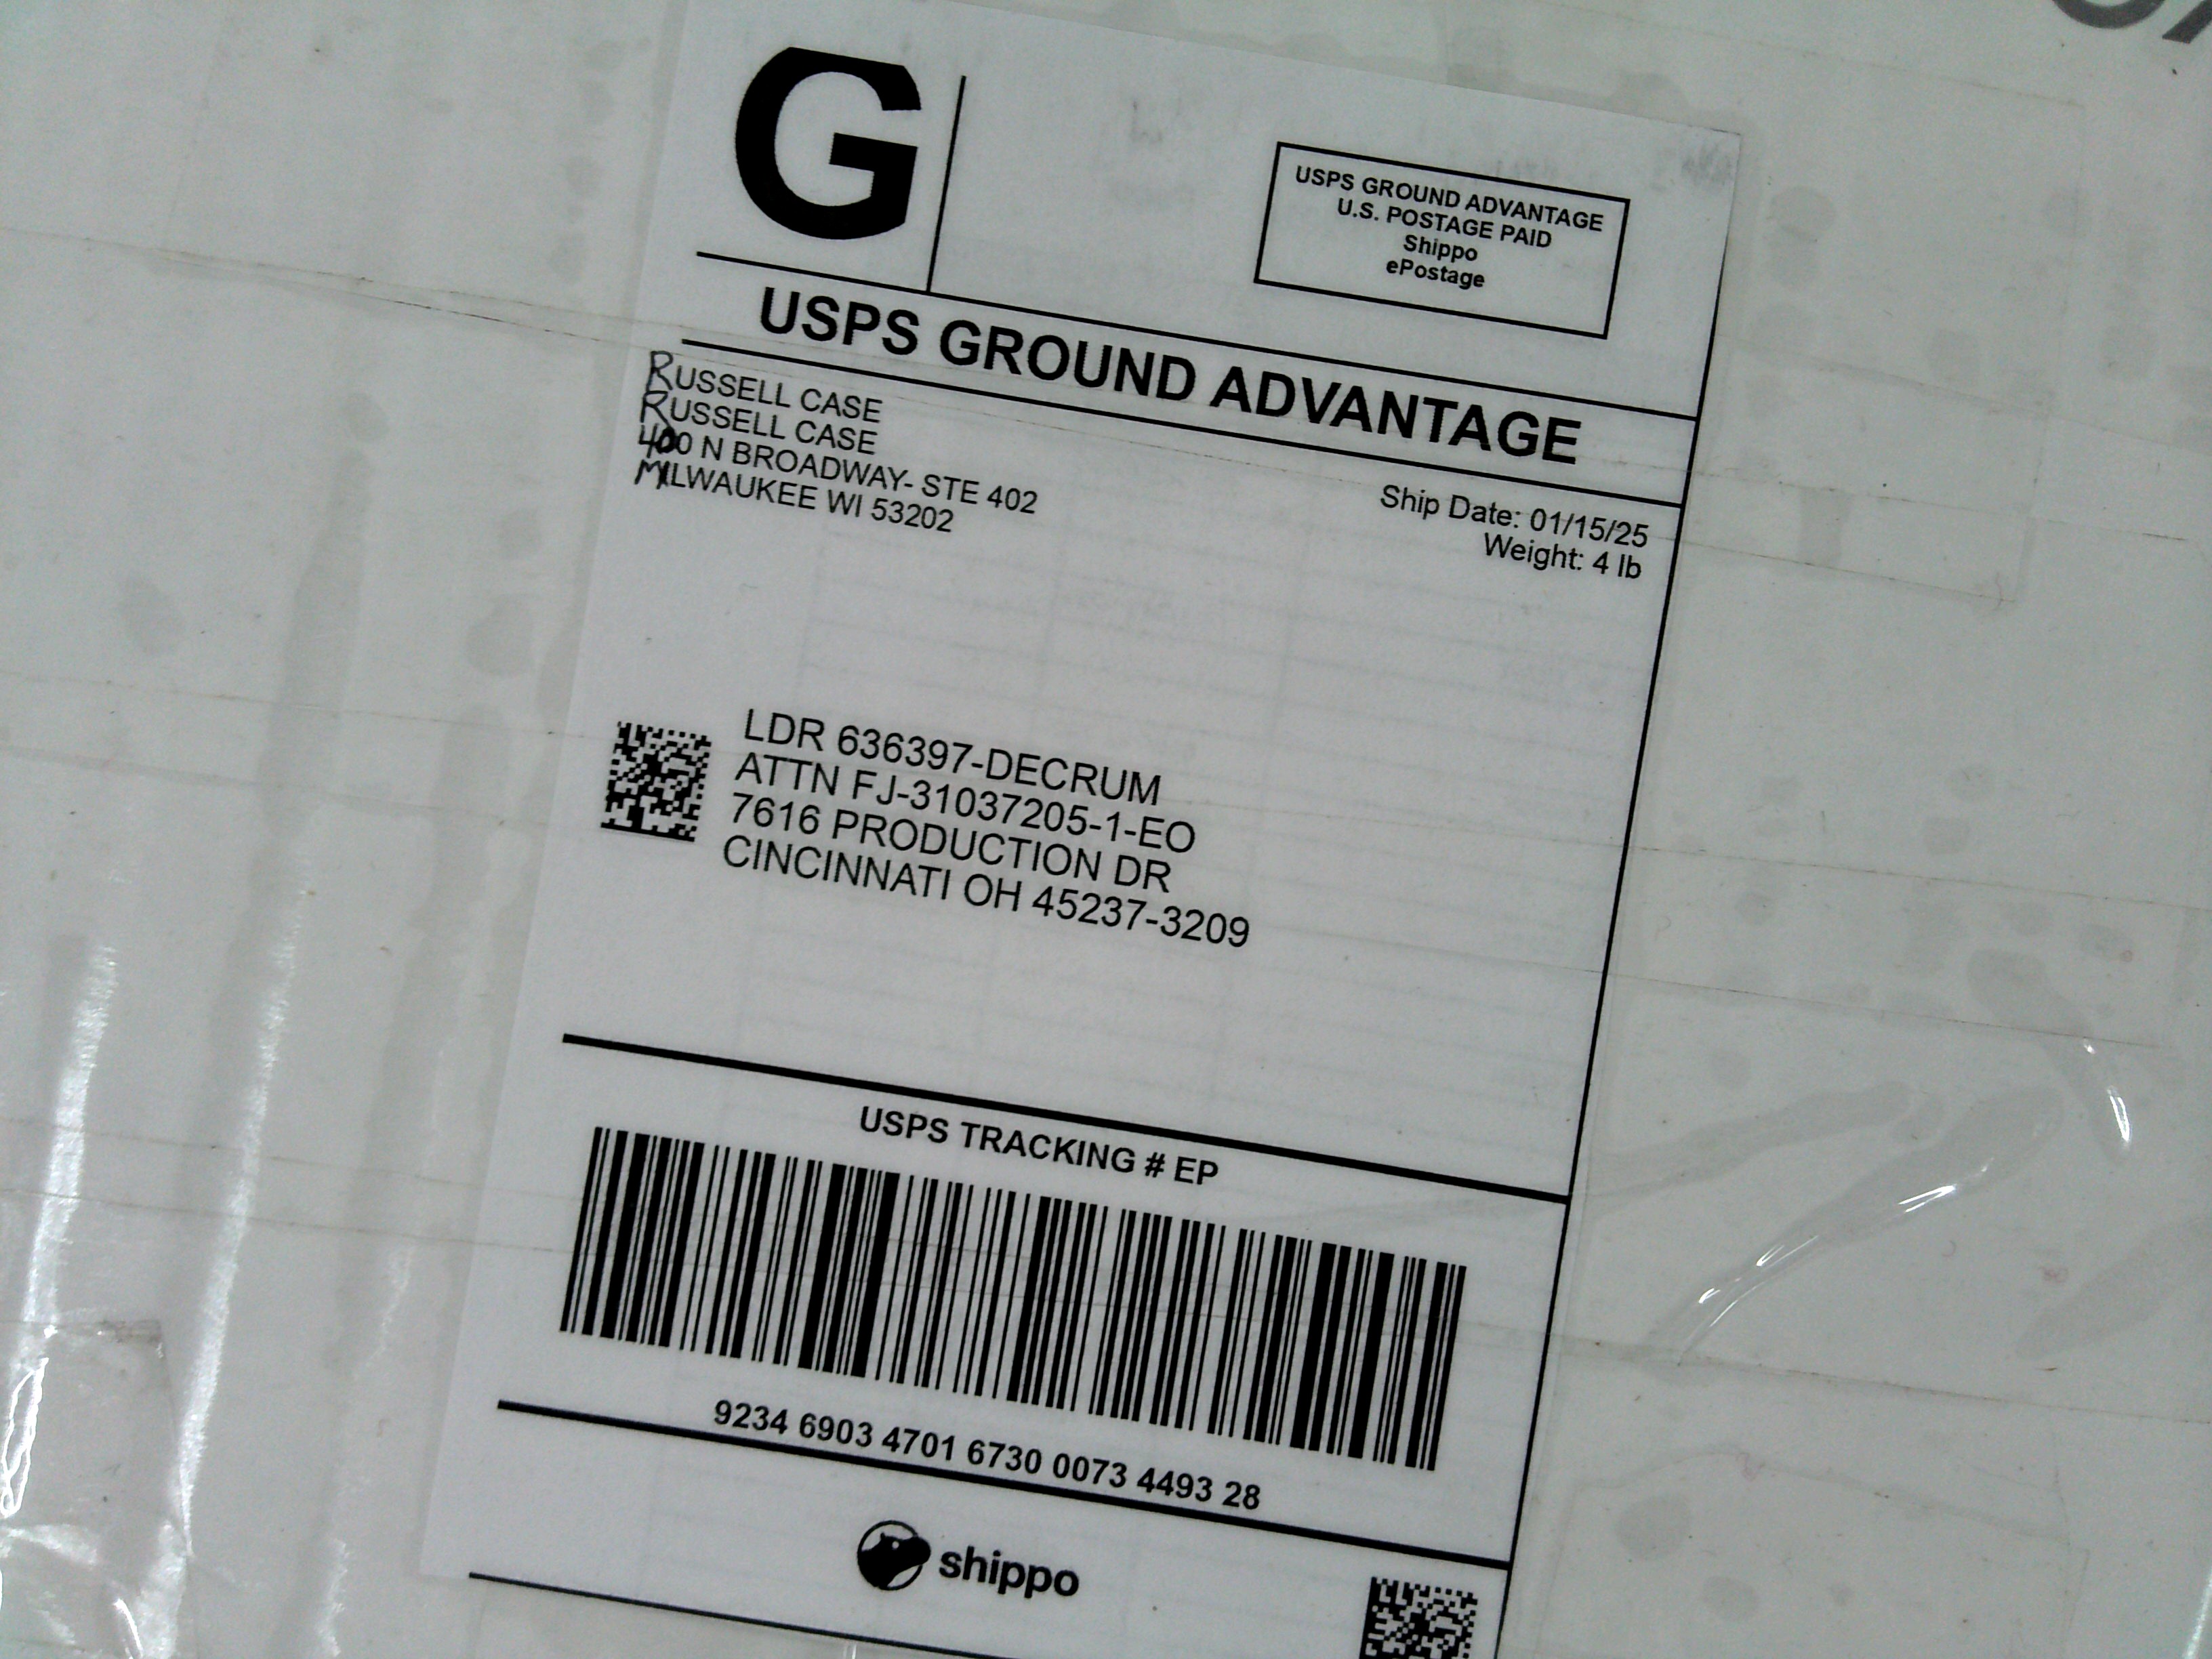 G
USPS GROUND ADVANTAGE
U.S. POSTAGE PAID
Shippo
ePostage
USPS GROUND ADVANTAGE
RUSSELL CASE
RUSSELL CASE
400 N BROADWAY- STE 402
MILWAUKEE WI 53202
Ship Date: 01/15/25
Weight: 4 lb
LDR 636397-DECRUM
ATTN FJ-31037205-1-EO
7616 PRODUCTION DR
CINCINNATI OH 45237-3209
USPS TRACKING # EP
9234 6903 4701 6730 0073 4493 28
shippo